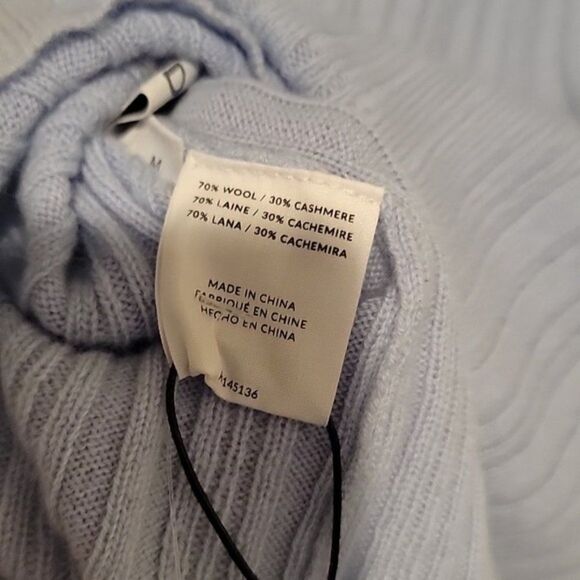 D
M
70% WOOL / 30% CASHMERE
70% LAINE / 30% CACHEMIRE
70% LANA / 30% CACHEMIRA
MADE IN CHINA
FABRIQUÉ EN CHINE
HECHO EN CHINA
145136